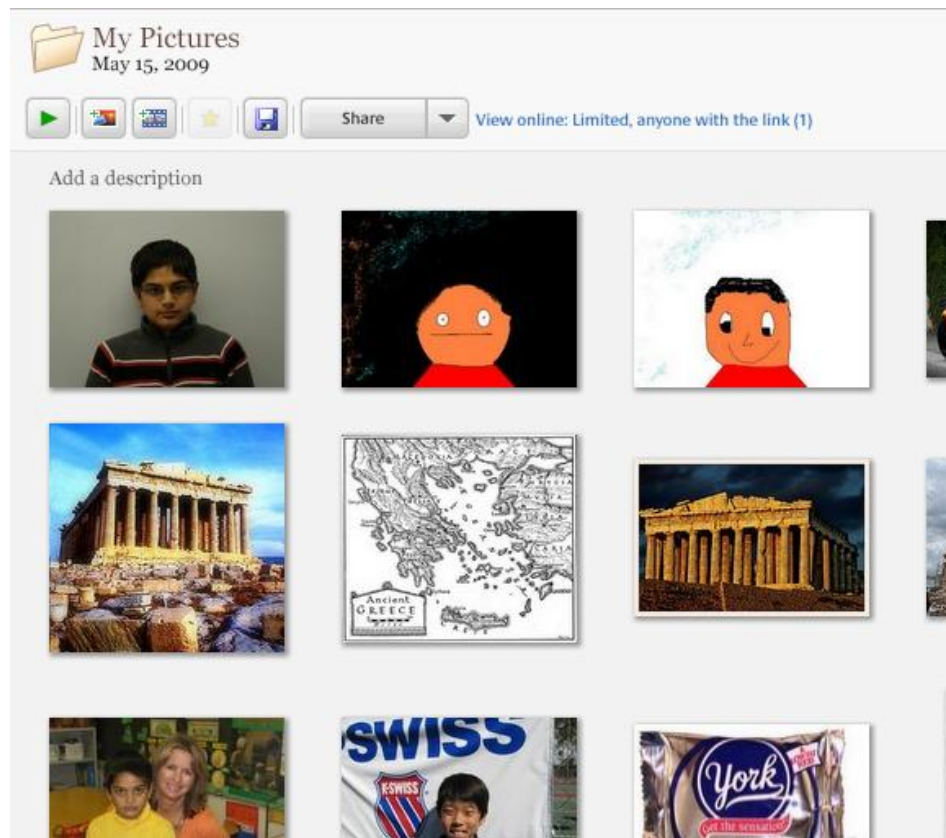 My Pictures
May 15, 2009
Share
View online: Limited, anyone with the link (1)
Add a description
Ancient
GREECE
SWISS
K·SWISS
York
Get the sensation